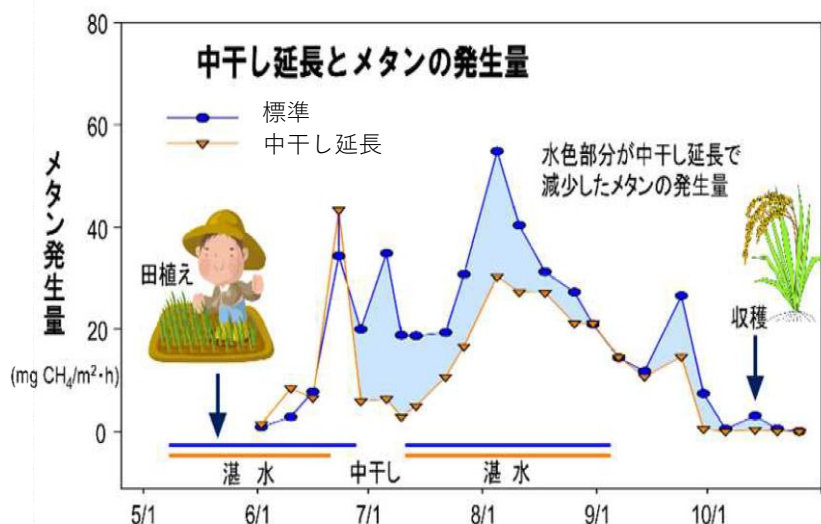 中干し延長とメタンの発生量
標準
中干し延長
水色部分が中干し延長で
減少したメタンの発生量
田植え
収穫
メタン発生量
(mg CH₄/m²・h)
80
60
40
20
0
湛水
中干し
湛水
5/1
6/1
7/1
8/1
9/1
10/1